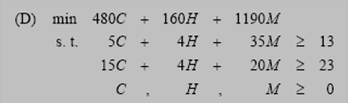 (D) min 480C + 160H + 1190M
s. t. 5C + 4H + 35M ≥ 13
15C + 4H + 20M ≥ 23
C , H , M ≥ 0